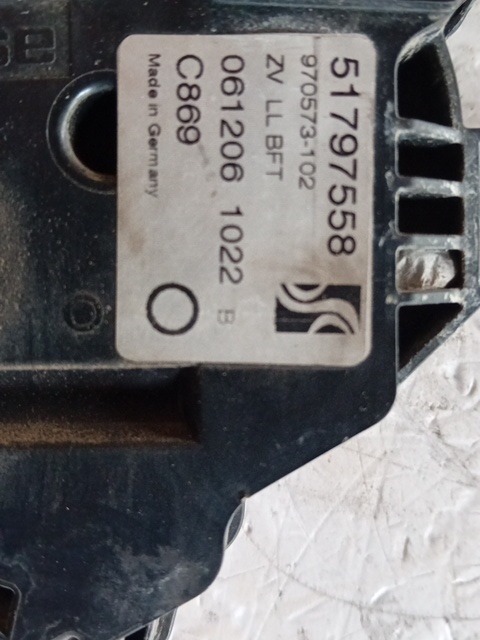 51797558
970573-102
ZV LL BFT
061206 1022 B
C869
Made in Germany